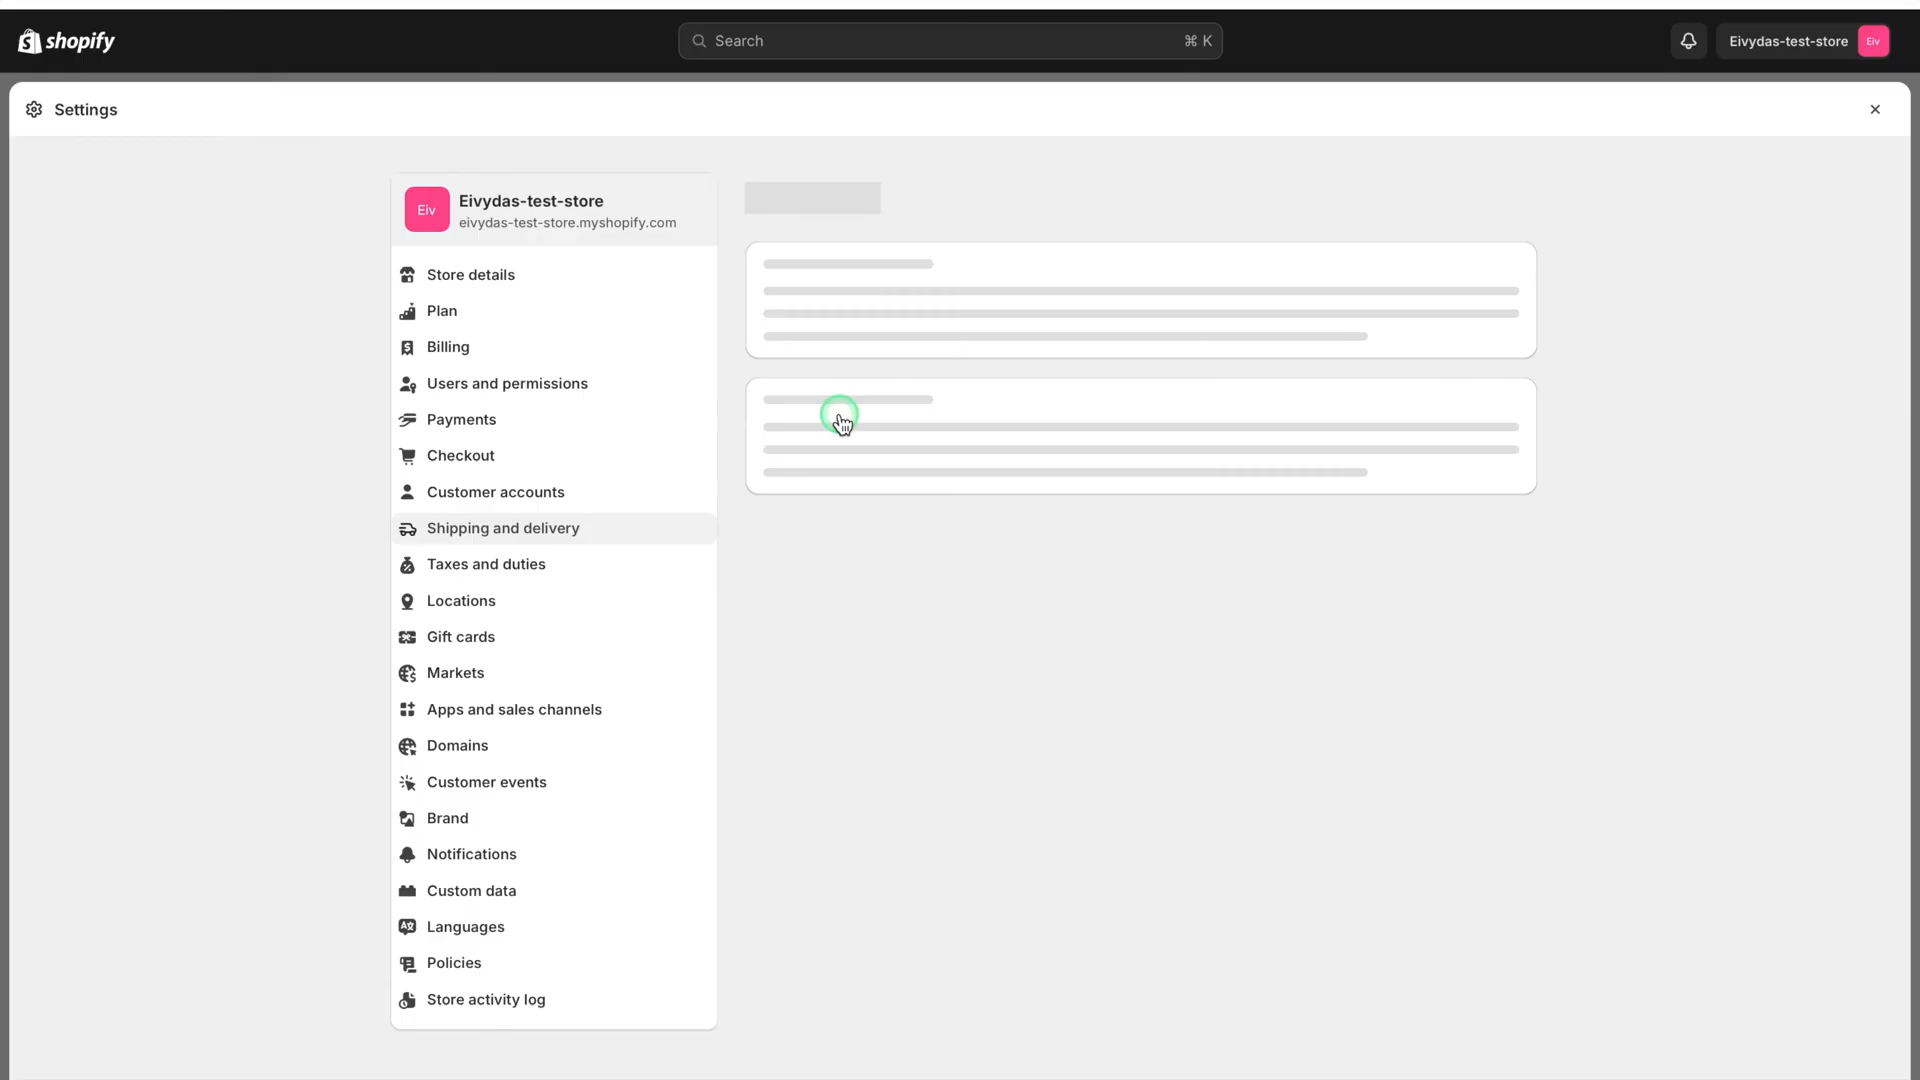 shopify
Search
⌘ K
Eivydas-test-store
Eiv
Settings
Eiv
Eivydas-test-store
eivydas-test-store.myshopify.com
Store details
Plan
Billing
Users and permissions
Payments
Checkout
Customer accounts
Shipping and delivery
Taxes and duties
Locations
Gift cards
Markets
Apps and sales channels
Domains
Customer events
Brand
Notifications
Custom data
Languages
Policies
Store activity log